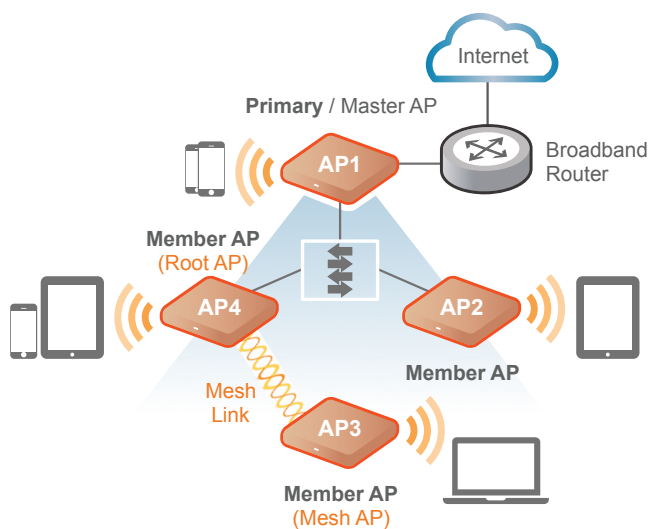 Internet
Primary / Master AP
AP1
Broadband
Router
Member AP
(Root AP)
AP4
AP2
Member AP
Mesh
Link
AP3
Member AP
(Mesh AP)